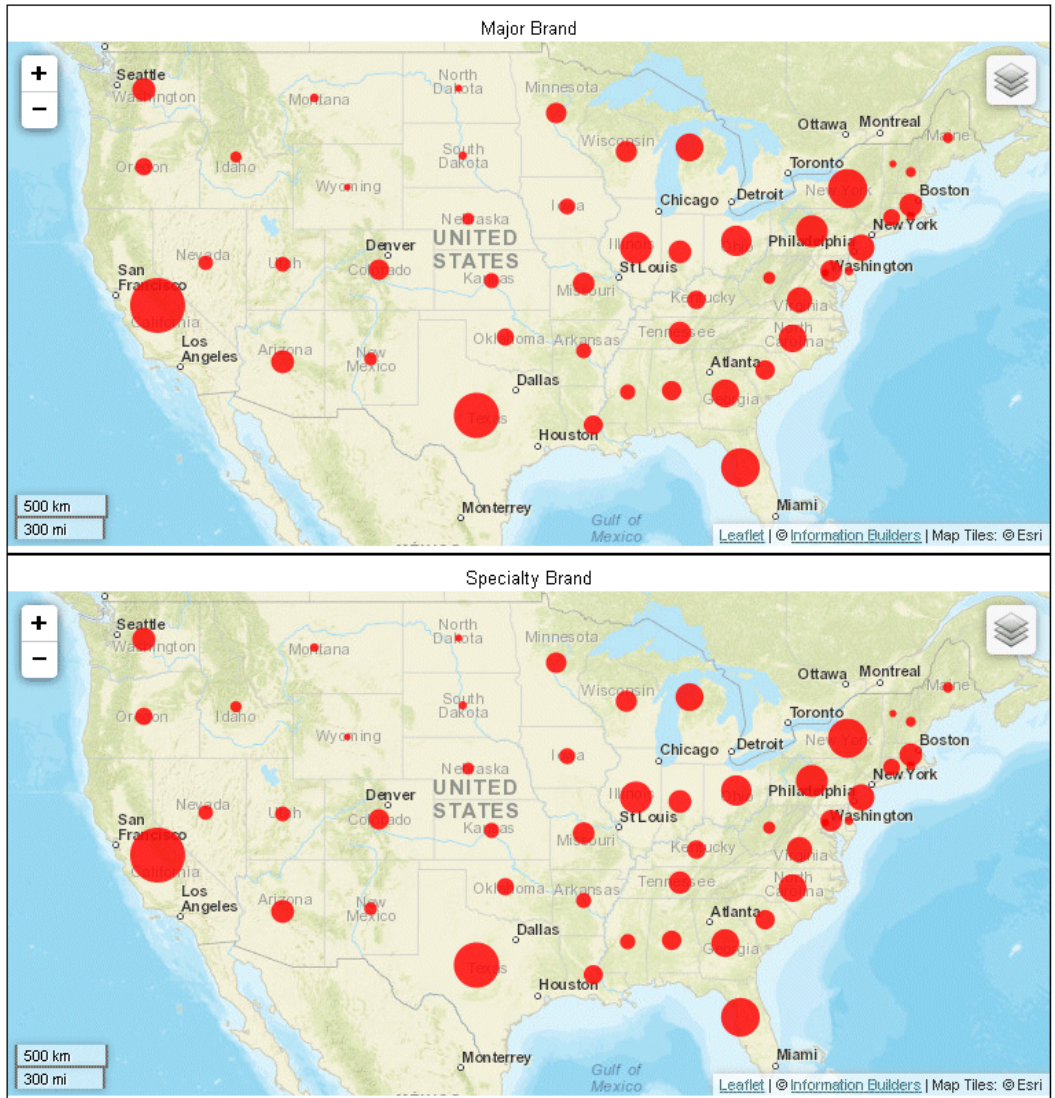 Major Brand
+
−
Seattle
Washington
Montana
North
Dakota
Minnesota
Ottawa
Montreal
Maine
Oregon
Idaho
South
Dakota
Wisconsin
Toronto
Wyoming
Chicago
Detroit
New York
Boston
Iowa
Nebraska
Denver
UNITED
STATES
Nevada
Utah
Colorado
Kansas
Illinois
Ohio
Philadelphia
New York
San
Francisco
St Louis
Missouri
Washington
California
Kentucky
Virginia
Los
Angeles
Arizona
New
Mexico
Oklahoma
Arkansas
Tennessee
North
Carolina
Atlanta
Georgia
Dallas
Texas
Houston
500 km
300 mi
Monterrey
Gulf of
Mexico
Miami
Leaflet | © Information Builders | Map Tiles: © Esri
Specialty Brand
+
−
Seattle
Washington
Montana
North
Dakota
Minnesota
Ottawa
Montreal
Maine
Oregon
Idaho
South
Dakota
Wisconsin
Toronto
Wyoming
Chicago
Detroit
New York
Boston
Iowa
Nebraska
Denver
UNITED
STATES
Nevada
Utah
Colorado
Kansas
Illinois
Ohio
Philadelphia
New York
San
Francisco
St Louis
Missouri
Washington
California
Kentucky
Virginia
Los
Angeles
Arizona
New
Mexico
Oklahoma
Arkansas
Tennessee
North
Carolina
Atlanta
Georgia
Dallas
Texas
Houston
500 km
300 mi
Monterrey
Gulf of
Mexico
Miami
Leaflet | © Information Builders | Map Tiles: © Esri